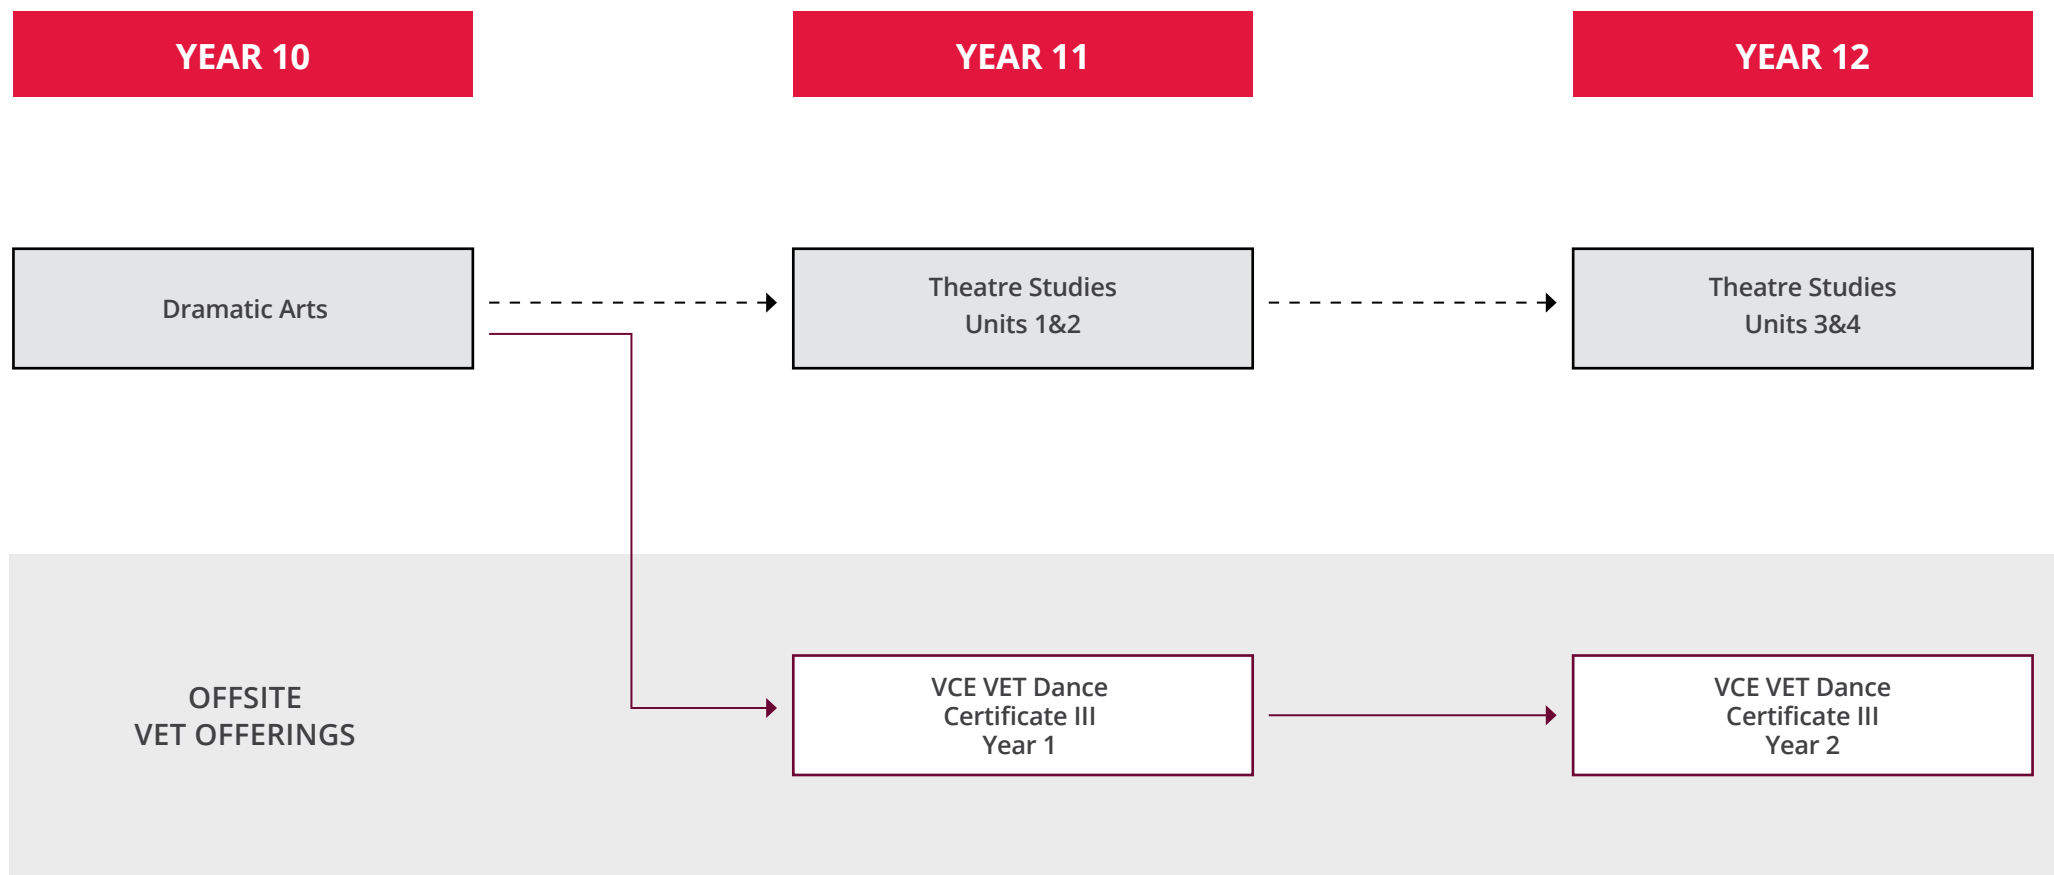 YEAR 10
YEAR 11
YEAR 12
Dramatic Arts
Theatre Studies
Units 1&2
Theatre Studies
Units 3&4
OFFSITE
VET OFFERINGS
VCE VET Dance
Certificate III
Year 1
VCE VET Dance
Certificate III
Year 2